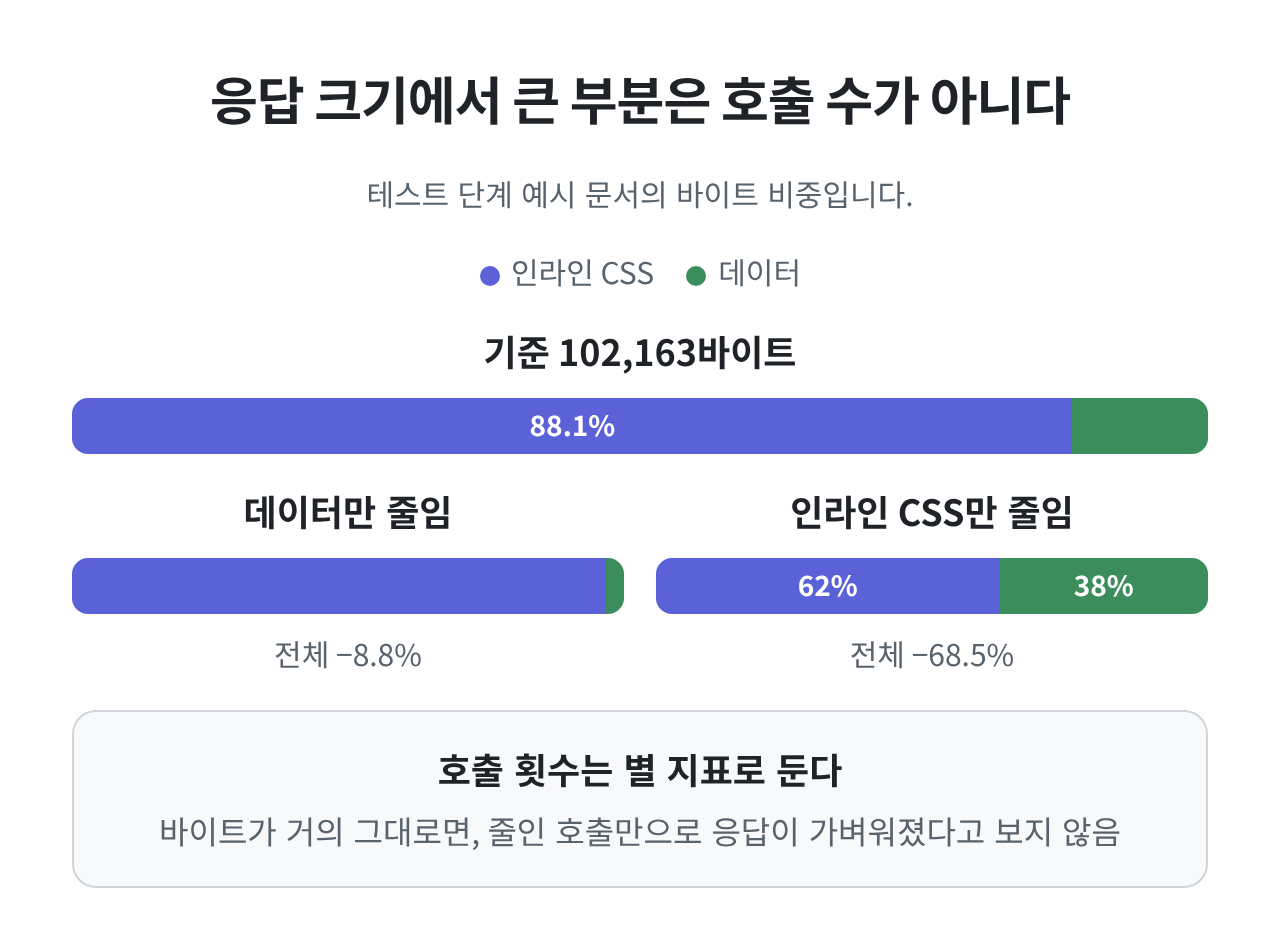 응답 크기에서 큰 부분은 호출 수가 아니다
테스트 단계 예시 문서의 바이트 비중입니다.
인라인 CSS 데이터
기준 102,163바이트
88.1%
데이터만 줄임
인라인 CSS만 줄임
62% 38%
전체 −8.8%
전체 −68.5%
호출 횟수는 별 지표로 둔다
바이트가 거의 그대로면, 줄인 호출만으로 응답이 가벼워졌다고 보지 않음